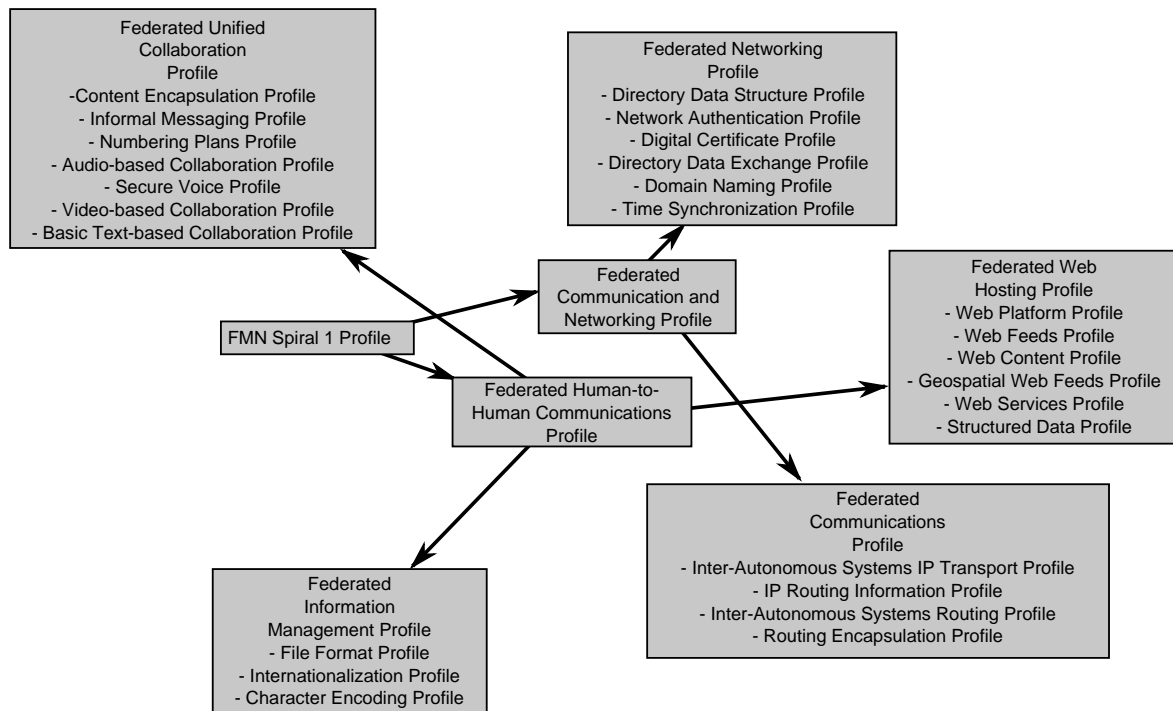 Federated Unified
Collaboration
Profile
-Content Encapsulation Profile
- Informal Messaging Profile
- Numbering Plans Profile
- Audio-based Collaboration Profile
- Secure Voice Profile
- Video-based Collaboration Profile
- Basic Text-based Collaboration Profile
Federated Networking
Profile
- Directory Data Structure Profile
- Network Authentication Profile
- Digital Certificate Profile
- Directory Data Exchange Profile
- Domain Naming Profile
- Time Synchronization Profile
Federated
Communication and
Networking Profile
FMN Spiral 1 Profile
Federated Human-to-
Human Communications
Profile
Federated Web
Hosting Profile
- Web Platform Profile
- Web Feeds Profile
- Web Content Profile
- Geospatial Web Feeds Profile
- Web Services Profile
- Structured Data Profile
Federated
Communications
Profile
- Inter-Autonomous Systems IP Transport Profile
- IP Routing Information Profile
- Inter-Autonomous Systems Routing Profile
- Routing Encapsulation Profile
Federated
Information
Management Profile
- File Format Profile
- Internationalization Profile
- Character Encoding Profile